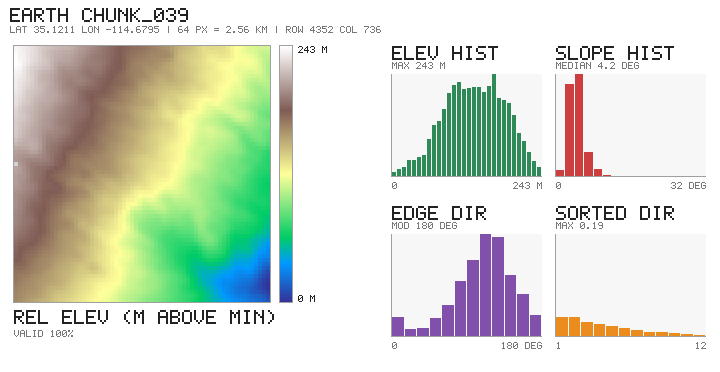 EARTH CHUNK_039
LAT 35.1211 LON -114.6795 | 64 PX = 2.56 KM | ROW 4352 COL 736
243 M
0 M
REL ELEV (M ABOVE MIN)
VALID 100%
ELEV HIST
MAX 243 M
0 243 M
SLOPE HIST
MEDIAN 4.2 DEG
0 32 DEG
EDGE DIR
MOD 180 DEG
0 180 DEG
SORTED DIR
MAX 0.19
1 12